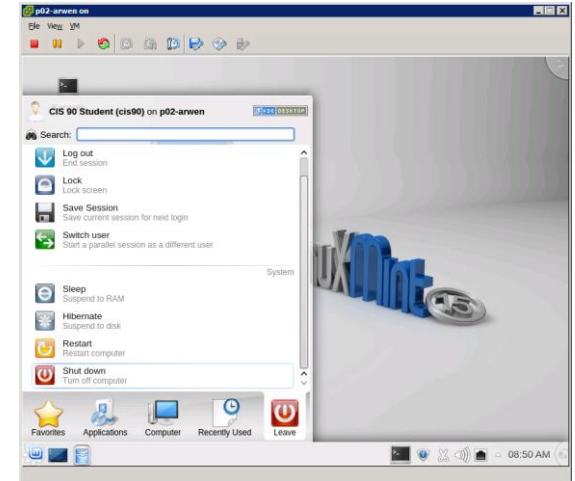 p02-arwen on
File View VM
CIS 90 Student (cis90) on p02-arwen
KDE DESKTOP
Search:
Log out
End session
Lock
Lock screen
Save Session
Save current session for next login
Switch user
Start a parallel session as a different user
System
Sleep
Suspend to RAM
Hibernate
Suspend to disk
Restart
Restart computer
Shut down
Turn off computer
Favorites Applications Computer Recently Used Leave
uxMint
15
08:50 AM